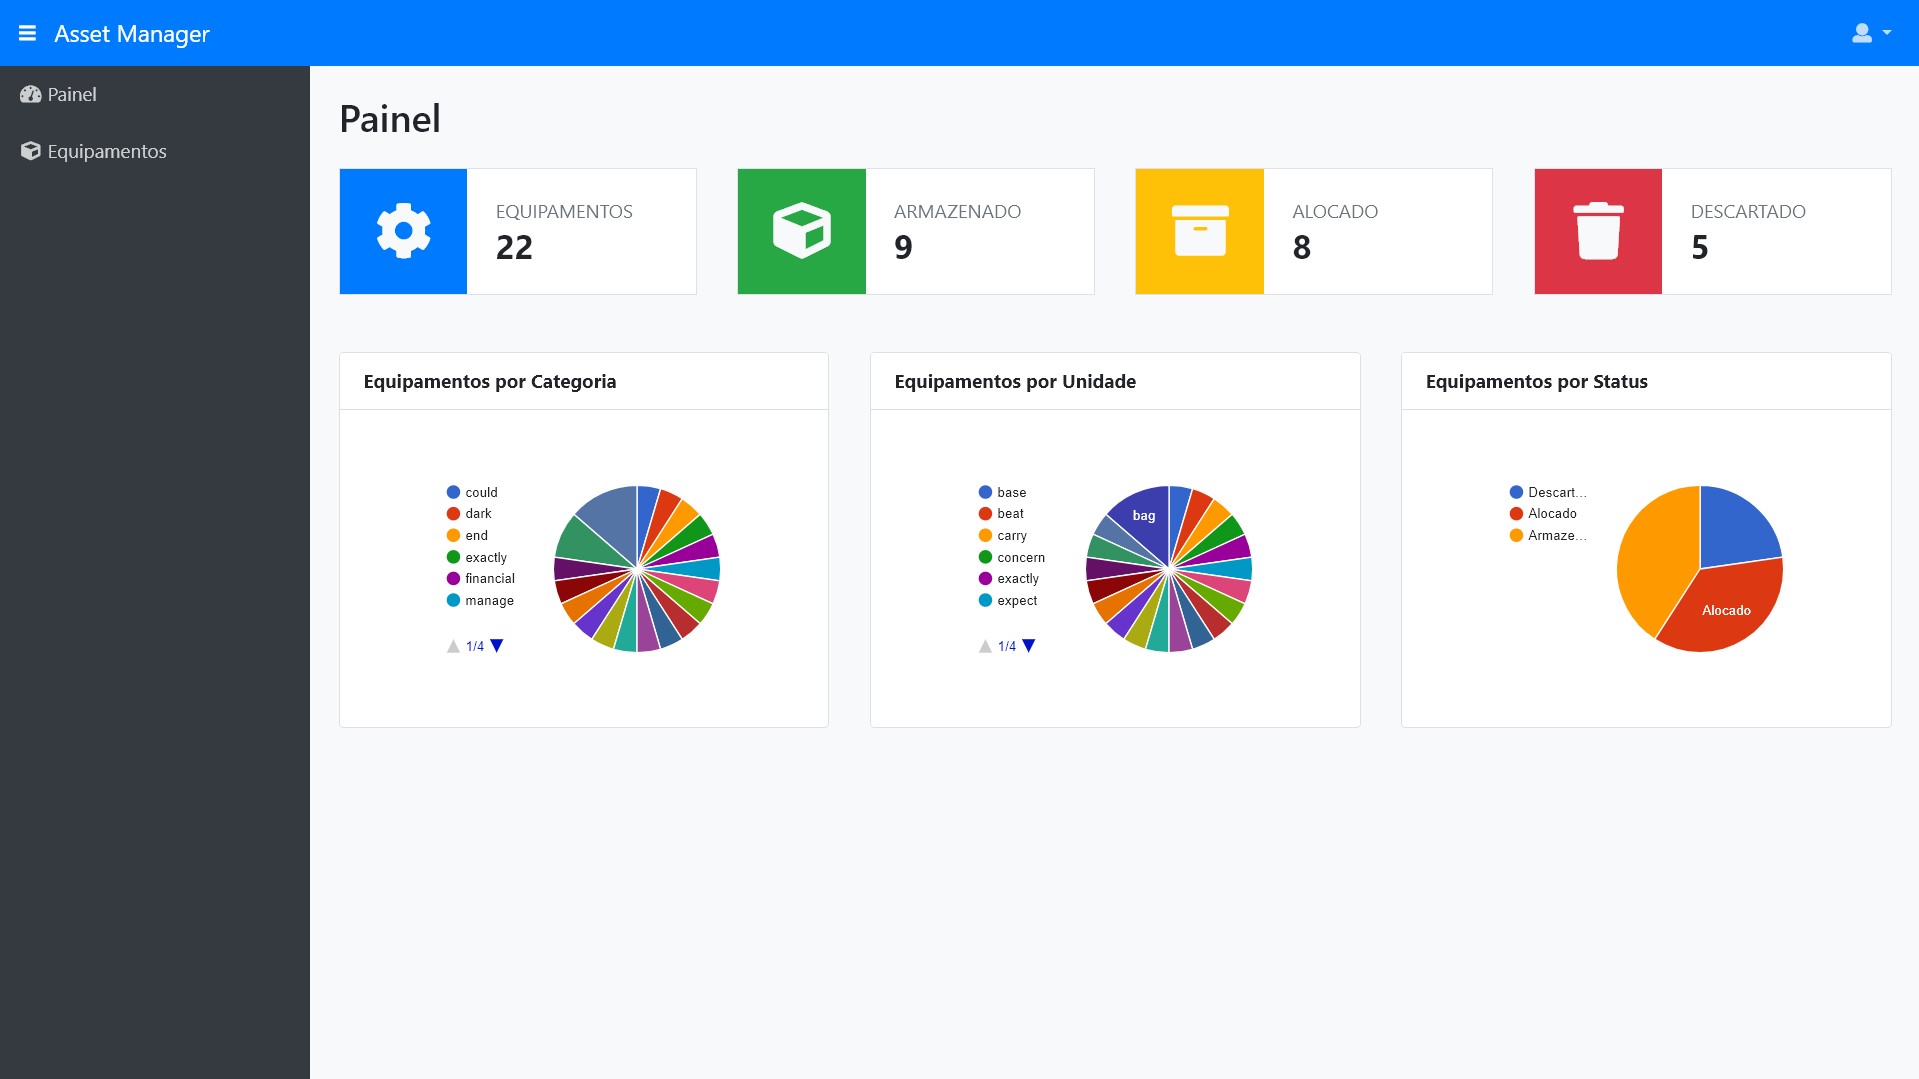 Asset Manager
Painel
Equipamentos
Painel
EQUIPAMENTOS
22
ARMAZENADO
9
ALOCADO
8
DESCARTADO
5
Equipamentos por Categoria
could
dark
end
exactly
financial
manage
1/4
Equipamentos por Unidade
base
beat
carry
concern
exactly
expect
1/4
bag
Equipamentos por Status
Descart...
Alocado
Armaze...
Alocado